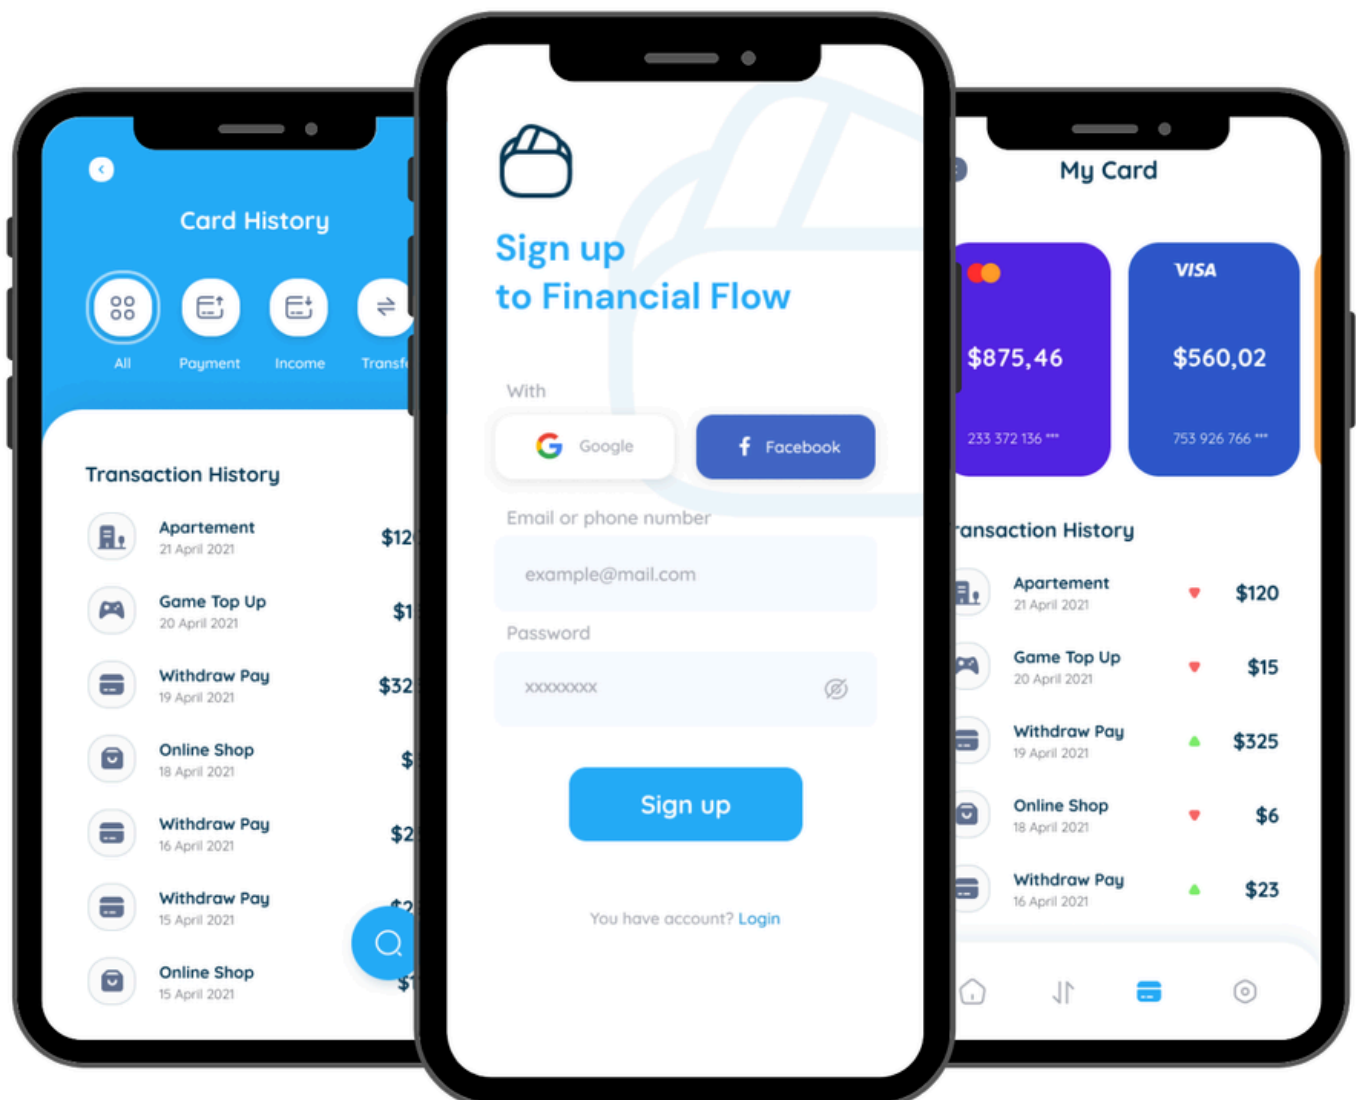 Card History
All
Payment
Income
Transaction History
Apartement
21 April 2021
Game Top Up
20 April 2021
Withdraw Pay
19 April 2021
Online Shop
18 April 2021
Withdraw Pay
16 April 2021
Withdraw Pay
15 April 2021
Online Shop
15 April 2021
Sign up
to Financial Flow
With
Google
f Facebook
Email or phone number
example@mail.com
Password
xxxxxxxx
Sign up
You have account? Login
My Card
VISA
$875,46
$560,02
233 372 136 ***
753 926 766 ***
History
Apartement
$120
21 April 2021
Game Top Up
$15
20 April 2021
Withdraw Pay
$325
19 April 2021
Online Shop
$6
18 April 2021
Withdraw Pay
$23
16 April 2021